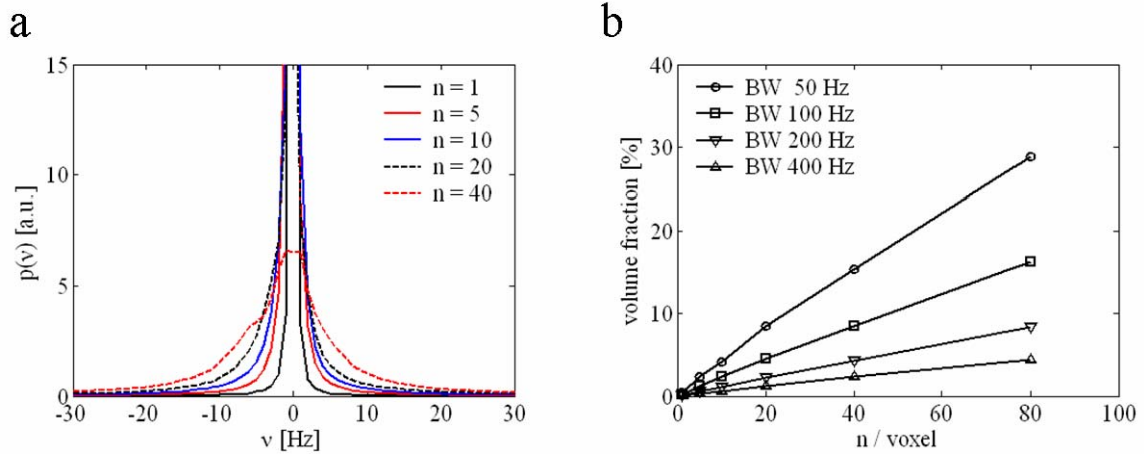 a
15
10
5
0
p(ν) [a.u.]
-30
-20
-10
0
10
20
30
ν [Hz]
n = 1
n = 5
n = 10
n = 20
n = 40
b
40
30
20
10
0
volume fraction [%]
0
20
40
60
80
100
n / voxel
BW 50 Hz
BW 100 Hz
BW 200 Hz
BW 400 Hz